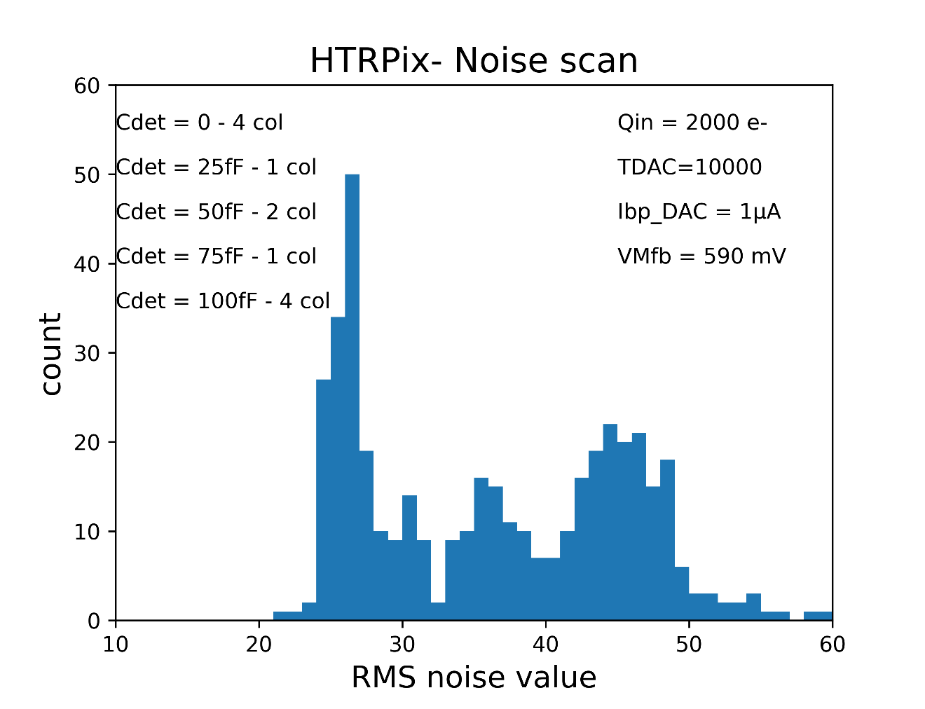 HTRPix- Noise scan
60
50
40
30
20
10
0
count
Cdet = 0 - 4 col
Cdet = 25fF - 1 col
Cdet = 50fF - 2 col
Cdet = 75fF - 1 col
Cdet = 100fF - 4 col
Qin = 2000 e-
TDAC=10000
Ibp_DAC = 1μA
VMfb = 590 mV
10 20 30 40 50 60
RMS noise value